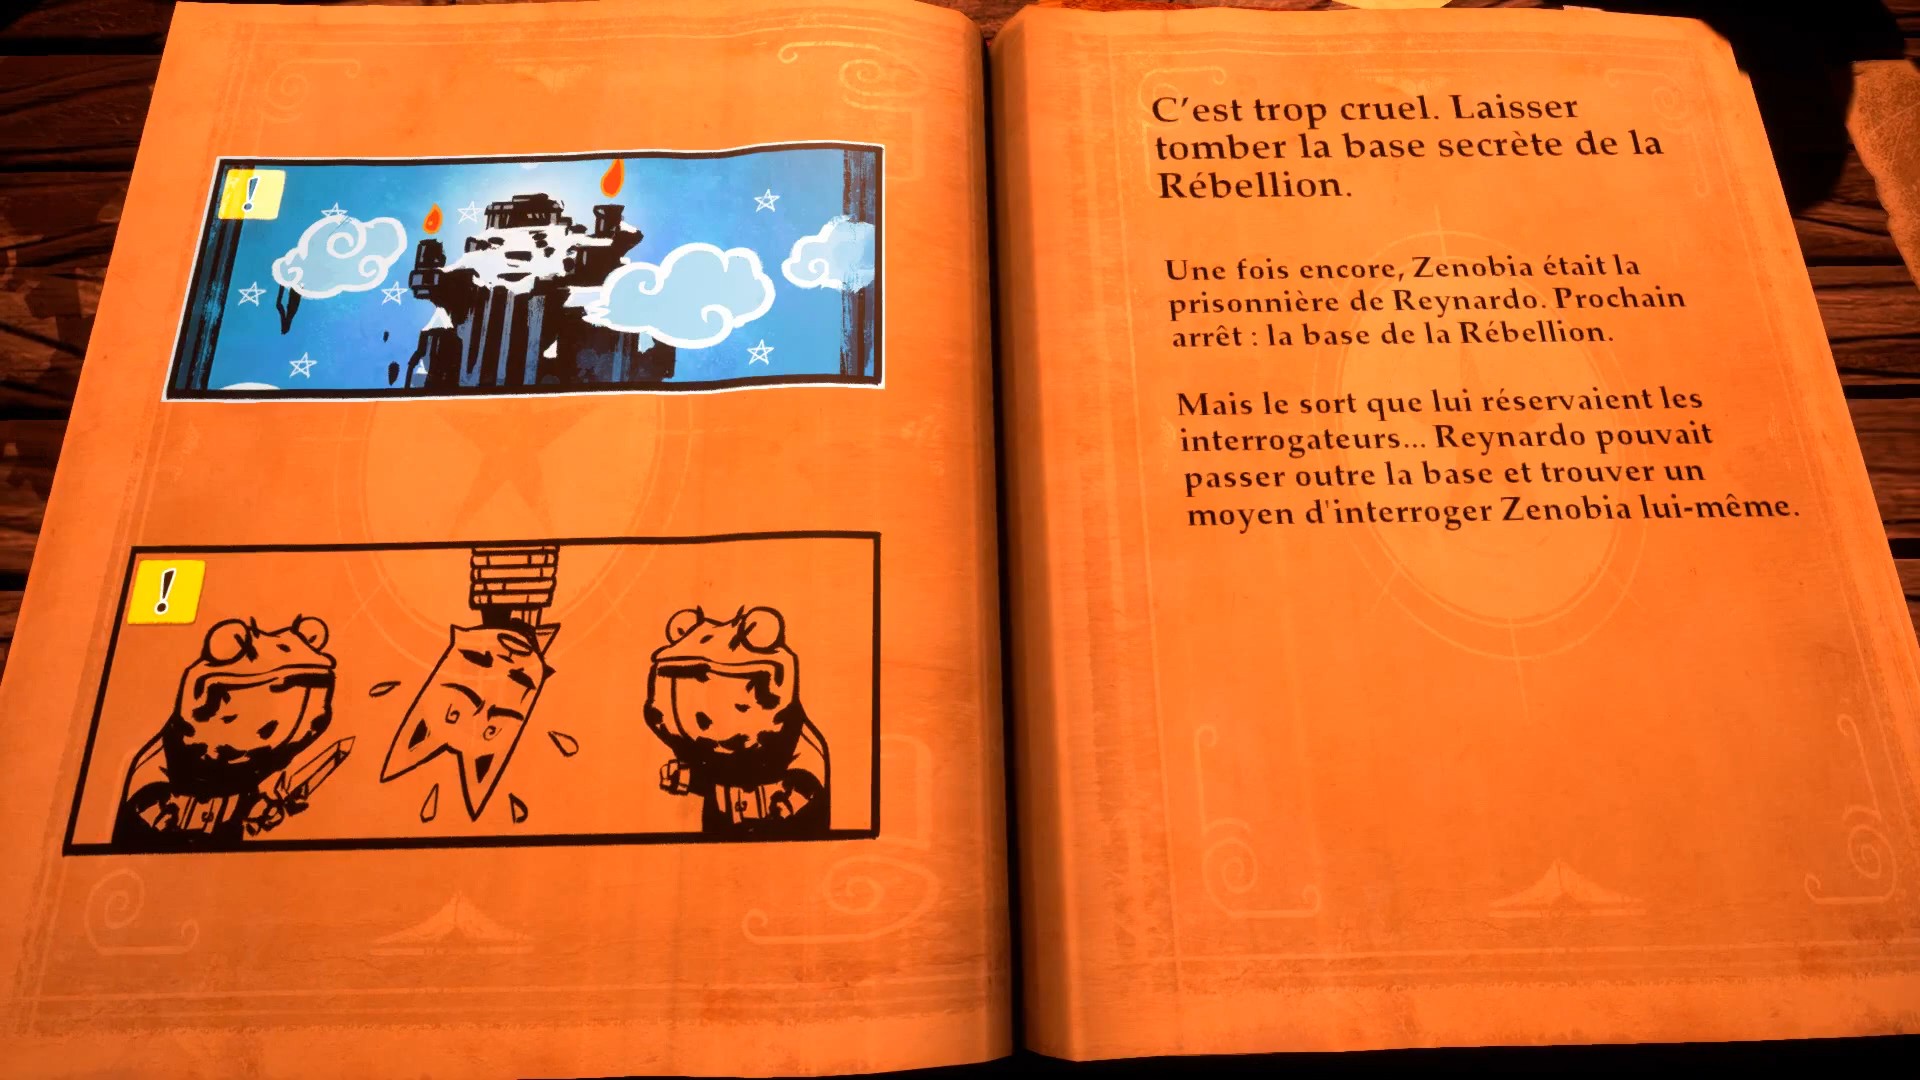 !
!
C'est trop cruel. Laisser
tomber la base secrète de la
Rébellion.
Une fois encore, Zenobia était la
prisonnière de Reynardo. Prochain
arrêt : la base de la Rébellion.
Mais le sort que lui réservaient les
interrogateurs... Reynardo pouvait
passer outre la base et trouver un
moyen d'interroger Zenobia lui-même.